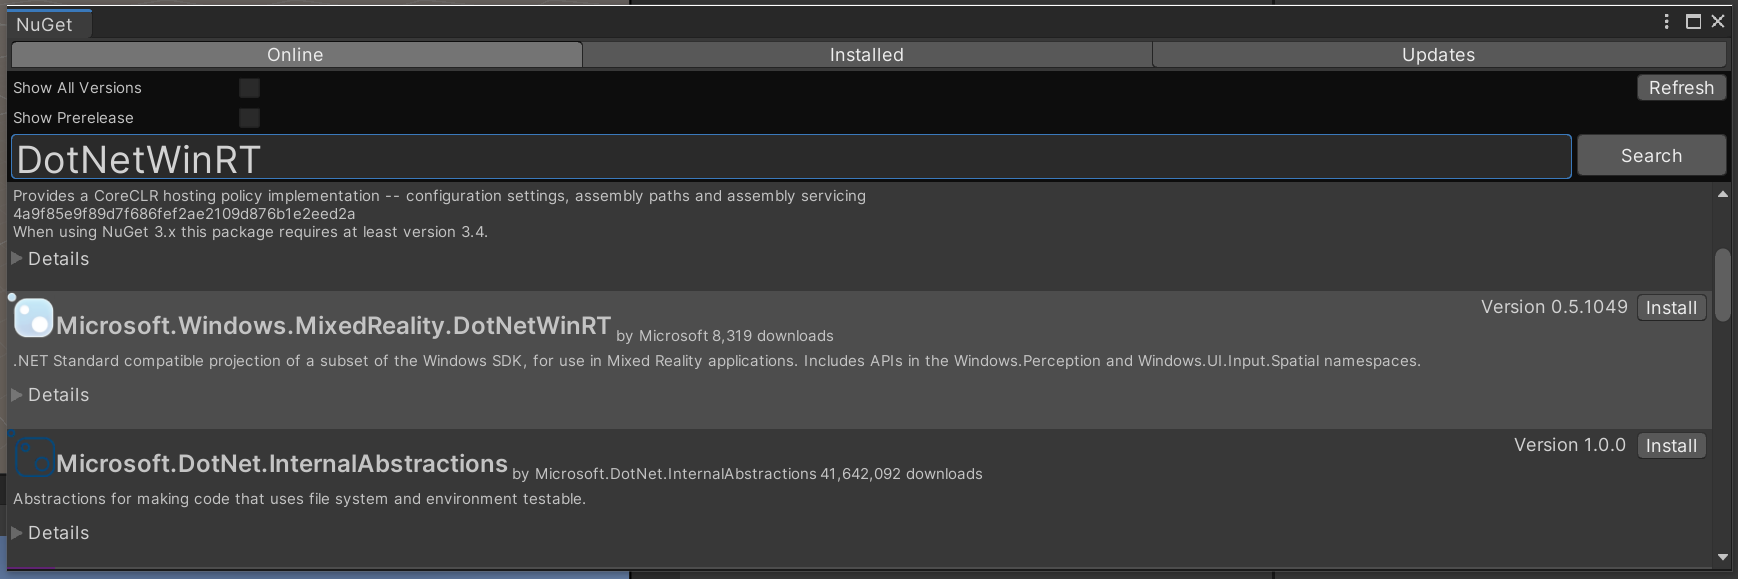 NuGet
Online Installed Updates
Show All Versions
Refresh
Show Prerelease
DotNetWinRT
Search
Provides a CoreCLR hosting policy implementation -- configuration settings, assembly paths and assembly servicing
4a9f85e9f89d7f686fef2ae2109d876b1e2eed2a
When using NuGet 3.x this package requires at least version 3.4.
Details
Microsoft.Windows.MixedReality.DotNetWinRT by Microsoft 8,319 downloads
Version 0.5.1049 Install
.NET Standard compatible projection of a subset of the Windows SDK, for use in Mixed Reality applications. Includes APIs in the Windows.Perception and Windows.UI.Input.Spatial namespaces.
Details
Microsoft.DotNet.InternalAbstractions by Microsoft.DotNet.InternalAbstractions 41,642,092 downloads
Version 1.0.0 Install
Abstractions for making code that uses file system and environment testable.
Details